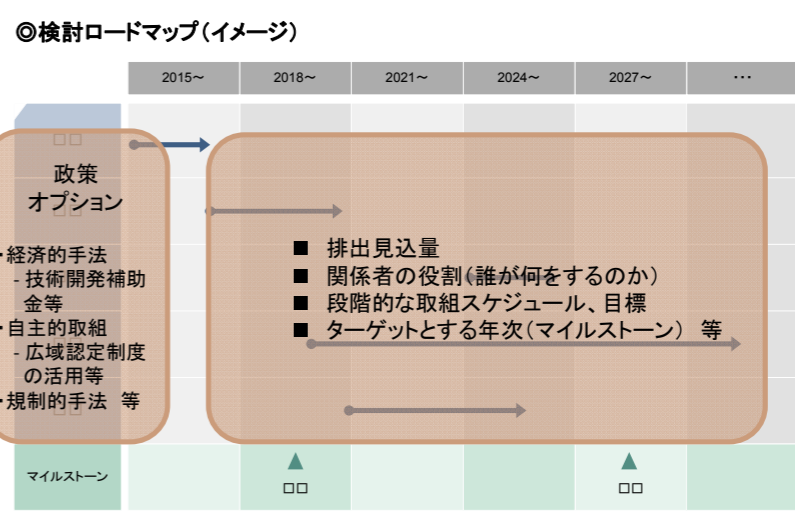 ◎検討ロードマップ（イメージ）
2015～ 2018～ 2021～ 2024～ 2027～ ･･･
□□
政策
オプション
□□
･経済的手法
- 技術開発補助
金等
･自主的取組
- 広域認定制度
の活用等
･規制的手法　等
□□
■ 排出見込量
■ 関係者の役割（誰が何をするのか）
■ 段階的な取組スケジュール、目標
■ ターゲットとする年次（マイルストーン）　等
マイルストーン
□□ □□